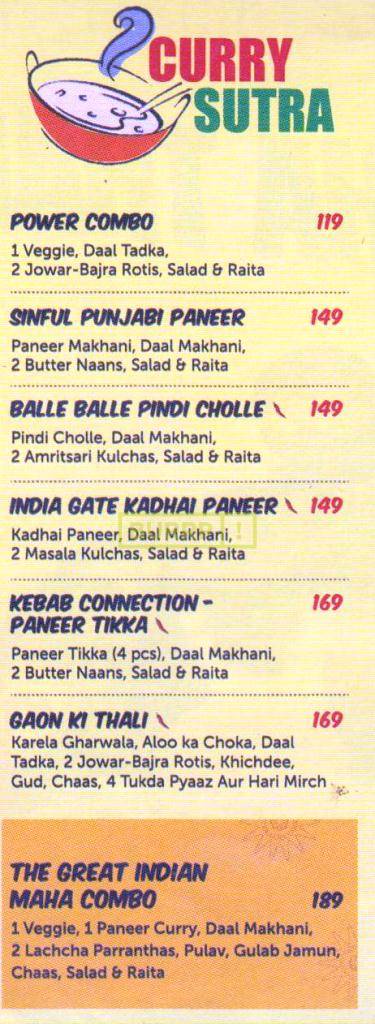 CURRY
SUTRA
POWER COMBO 119
1 Veggie, Daal Tadka,
2 Jowar-Bajra Rotis, Salad & Raita
SINFUL PUNJABI PANEER 149
Paneer Makhani, Daal Makhani,
2 Butter Naans, Salad & Raita
BALLE BALLE PINDI CHOLLE 149
Pindi Cholle, Daal Makhani,
2 Amritsari Kulchas, Salad & Raita
INDIA GATE KADHAI PANEER 149
Kadhai Paneer, Daal Makhani,
2 Masala Kulchas, Salad & Raita
KEBAB CONNECTION - 169
PANEER TIKKA
Paneer Tikka (4 pcs), Daal Makhani,
2 Butter Naans, Salad & Raita
GAON KI THALI 169
Karela Gharwala, Aloo ka Choka, Daal
Tadka, 2 Jowar-Bajra Rotis, Khichdee,
Gud, Chaas, 4 Tukda Pyaaz Aur Hari Mirch
THE GREAT INDIAN
MAHA COMBO 189
1 Veggie, 1 Paneer Curry, Daal Makhani,
2 Lachcha Parranthas, Pulav, Gulab Jamun,
Chaas, Salad & Raita